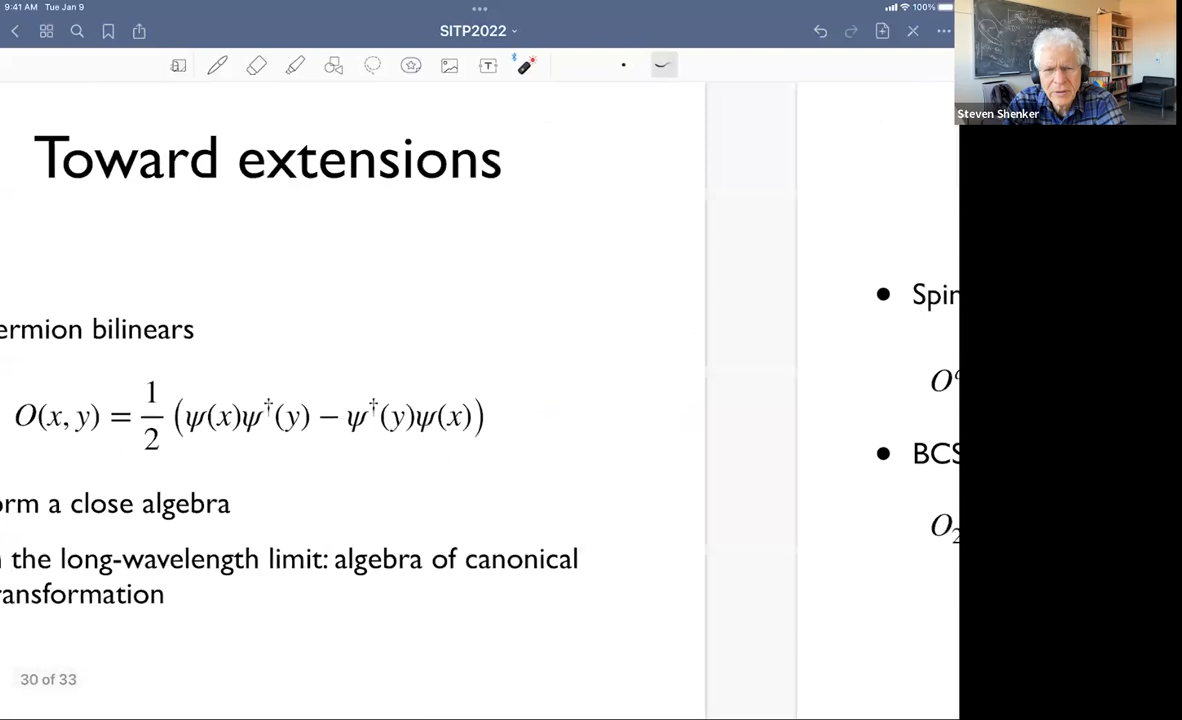 9:41 AM Tue Jan 9
100%
SITP2022
Steven Shenker
Toward extensions
ermion bilinears
O(x, y) = 1/2 (ψ(x)ψ†(y) − ψ†(y)ψ(x))
orm a close algebra
the long-wavelength limit: algebra of canonical
ansformation
30 of 33
• Spin
O
• BCS
O2